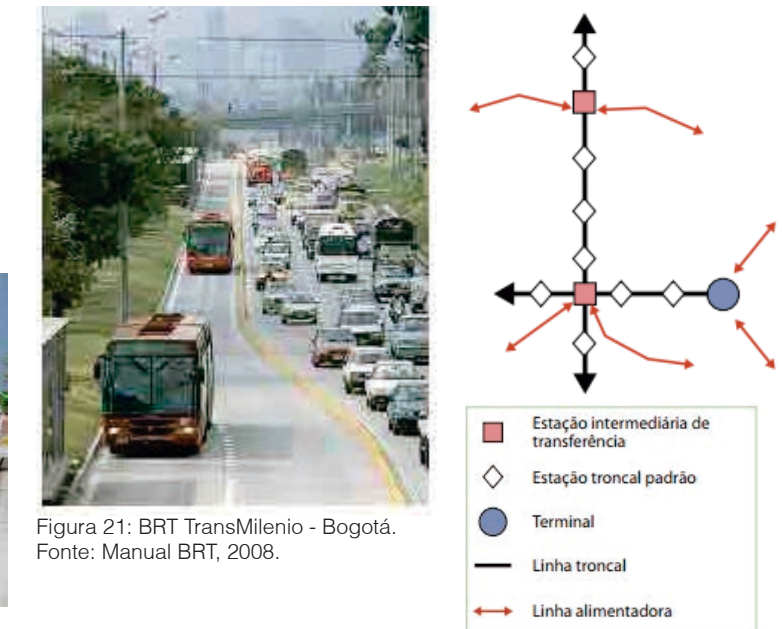 Figura 21: BRT TransMilenio - Bogotá.
Fonte: Manual BRT, 2008.
Estação intermediária de
transferência
Estação troncal padrão
Terminal
Linha troncal
Linha alimentadora